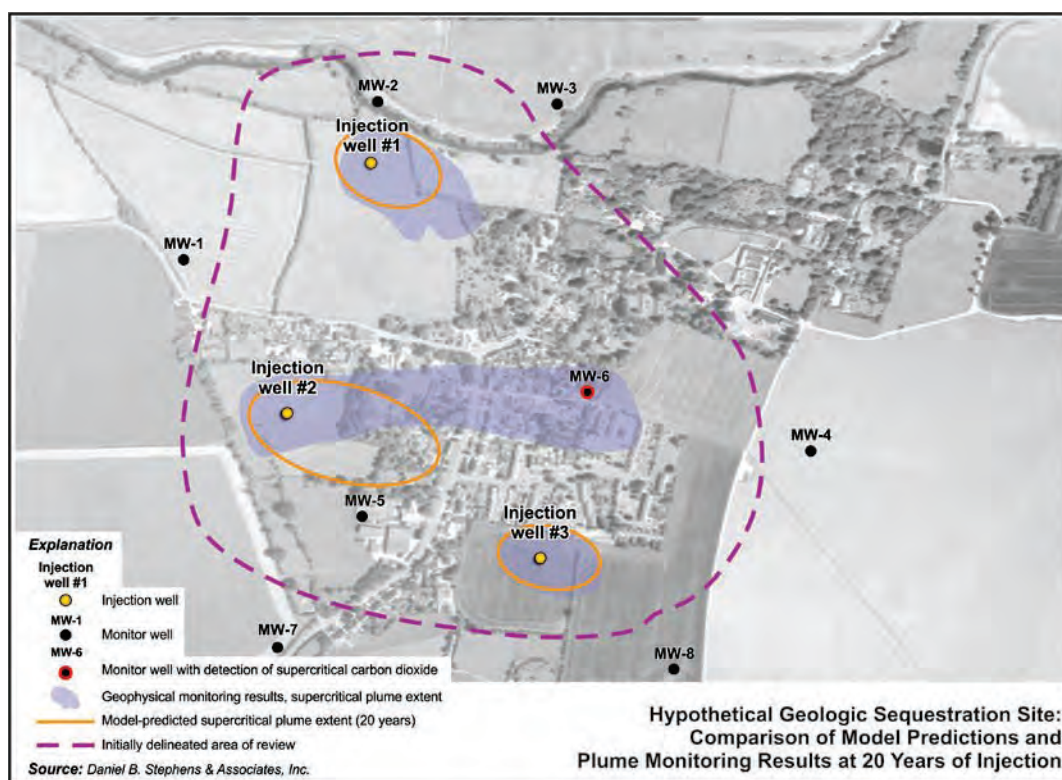 MW-2
MW-3
Injection
well #1
MW-1
Injection
well #2
MW-6
MW-4
MW-5
Injection
well #3
MW-7
MW-8
Explanation
Injection
well #1
Injection well
MW-1
Monitor well
MW-6
Monitor well with detection of supercritical carbon dioxide
Geophysical monitoring results, supercritical plume extent
Model-predicted supercritical plume extent (20 years)
Initially delineated area of review
Source: Daniel B. Stephens & Associates, Inc.
Hypothetical Geologic Sequestration Site:
Comparison of Model Predictions and
Plume Monitoring Results at 20 Years of Injection